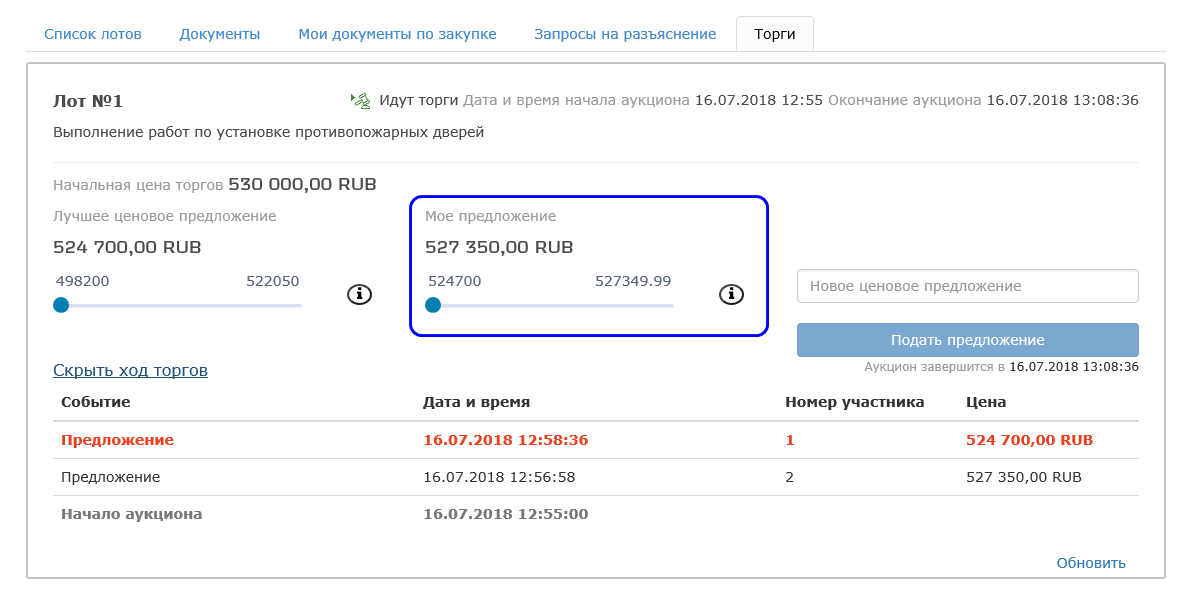 Список лотов Документы Мои документы по закупке Запросы на разъяснение Торги
Лот №1 Идут торги Дата и время начала аукциона 16.07.2018 12:55 Окончание аукциона 16.07.2018 13:08:36
Выполнение работ по установке противопожарных дверей
Начальная цена торгов 530 000,00 RUB
Лучшее ценовое предложение Мое предложение
524 700,00 RUB 527 350,00 RUB
498200 522050 524700 527349.99
Новое ценовое предложение
Подать предложение
Аукцион завершится в 16.07.2018 13:08:36
Скрыть ход торгов
Событие Дата и время Номер участника Цена
Предложение 16.07.2018 12:58:36 1 524 700,00 RUB
Предложение 16.07.2018 12:56:58 2 527 350,00 RUB
Начало аукциона 16.07.2018 12:55:00
Обновить